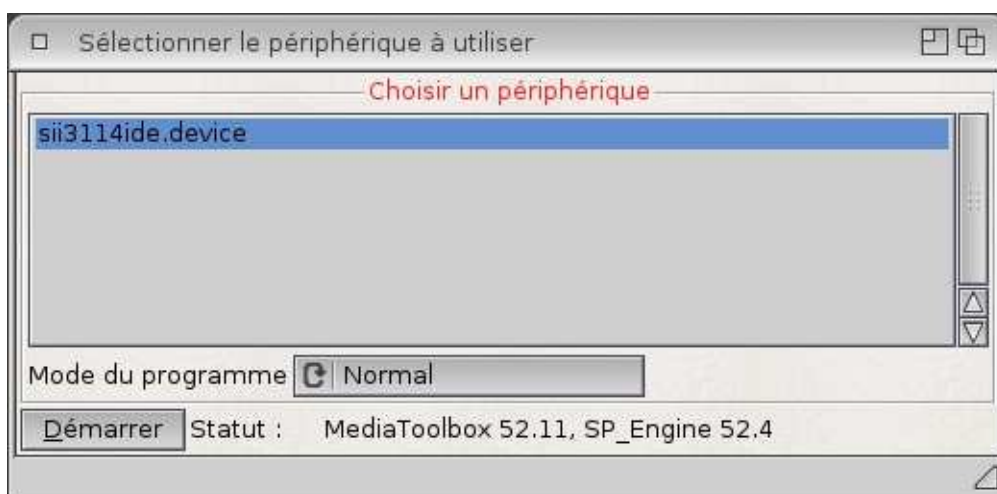 Sélectionner le périphérique à utiliser
Choisir un périphérique
sii3114ide.device
Mode du programme Normal
Démarrer Statut : MediaToolbox 52.11, SP_Engine 52.4